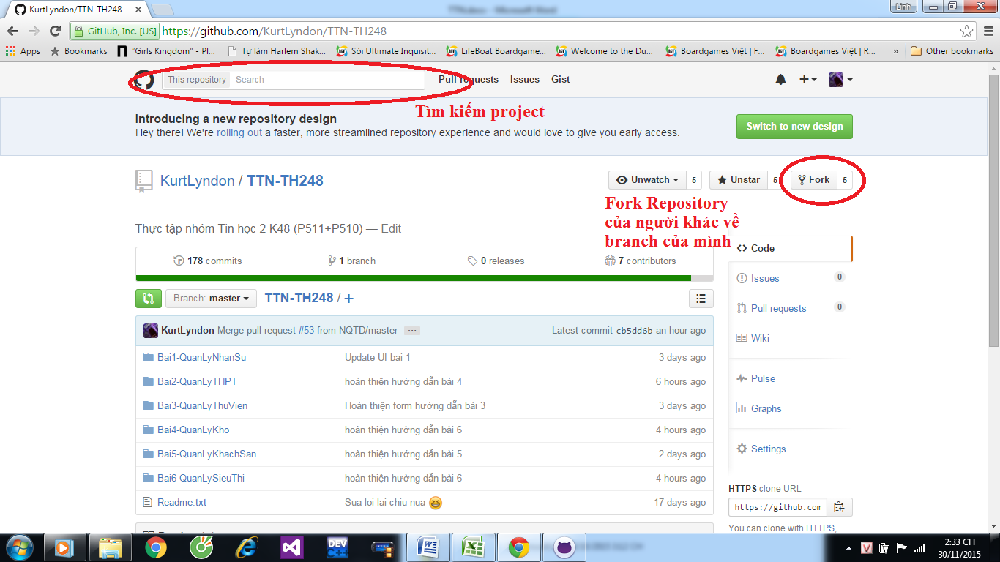 KurtLyndon/TTN-TH248
Linh
GitHub, Inc. [US] https://github.com/KurtLyndon/TTN-TH248
Apps Bookmarks "Girls Kingdom" - Pl... Tự làm Harlem Shak... Sói Ultimate Inquisit... LifeBoat Boardgame... Welcome to the Du... Boardgames Việt | F... Boardgames Việt | R... » Other bookmarks
This repository Search Pull requests Issues Gist
Tìm kiếm project
Introducing a new repository design
Hey there! We're rolling out a faster, more streamlined repository experience and would love to give you early access.
Switch to new design
KurtLyndon / TTN-TH248
Unwatch 5 Unstar 5 Fork 5
Fork Repository
của người khác về
branch của mình
Thực tập nhóm Tin học 2 K48 (P511+P510) — Edit
178 commits 1 branch 0 releases 7 contributors
Branch: master TTN-TH248 / +
KurtLyndon Merge pull request #53 from NQTD/master ... Latest commit cb5dd6b an hour ago
Bai1-QuanLyNhanSu Update UI bai 1 3 days ago
Bai2-QuanLyTHPT hoàn thiện hướng dẫn bài 4 6 hours ago
Bai3-QuanLyThuVien Hoàn thiện form hướng dẫn bài 3 3 days ago
Bai4-QuanLyKho hoàn thiện hướng dẫn bài 6 4 hours ago
Bai5-QuanLyKhachSan hoàn thiện hướng dẫn bài 5 2 days ago
Bai6-QuanLySieuThi hoàn thiện hướng dẫn bài 6 4 hours ago
Readme.txt Sua loi lai chiu nua 😆 17 days ago
Code
Issues 0
Pull requests 0
Wiki
Pulse
Graphs
Settings
HTTPS clone URL
https://github.com
You can clone with HTTPS,
DEV
C++
2:33 CH
30/11/2015